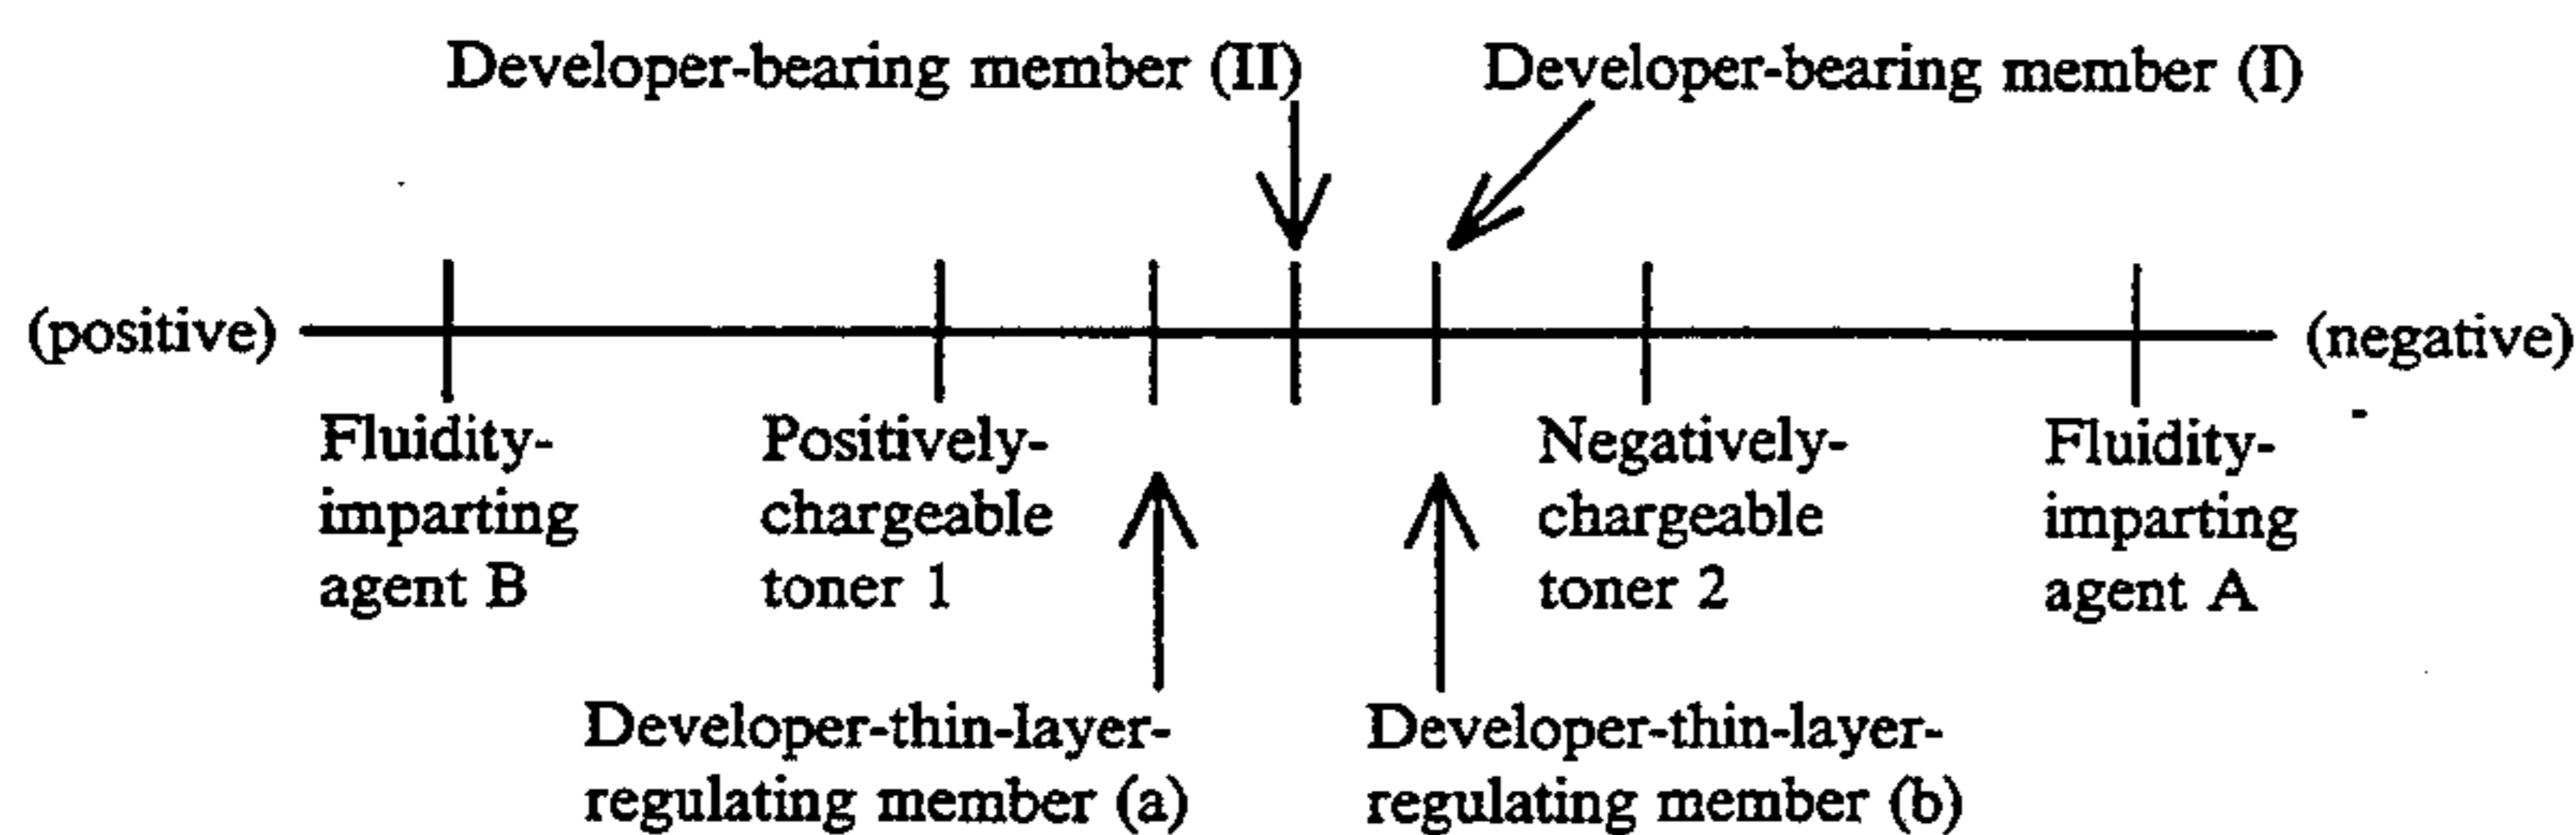 Developer-bearing member (II)
Developer-bearing member (I)
(positive)
(negative)
Fluidity-
imparting
agent B
Positively-
chargeable
toner 1
Negatively-
chargeable
toner 2
Fluidity-
imparting
agent A
Developer-thin-layer-
regulating member (a)
Developer-thin-layer-
regulating member (b)